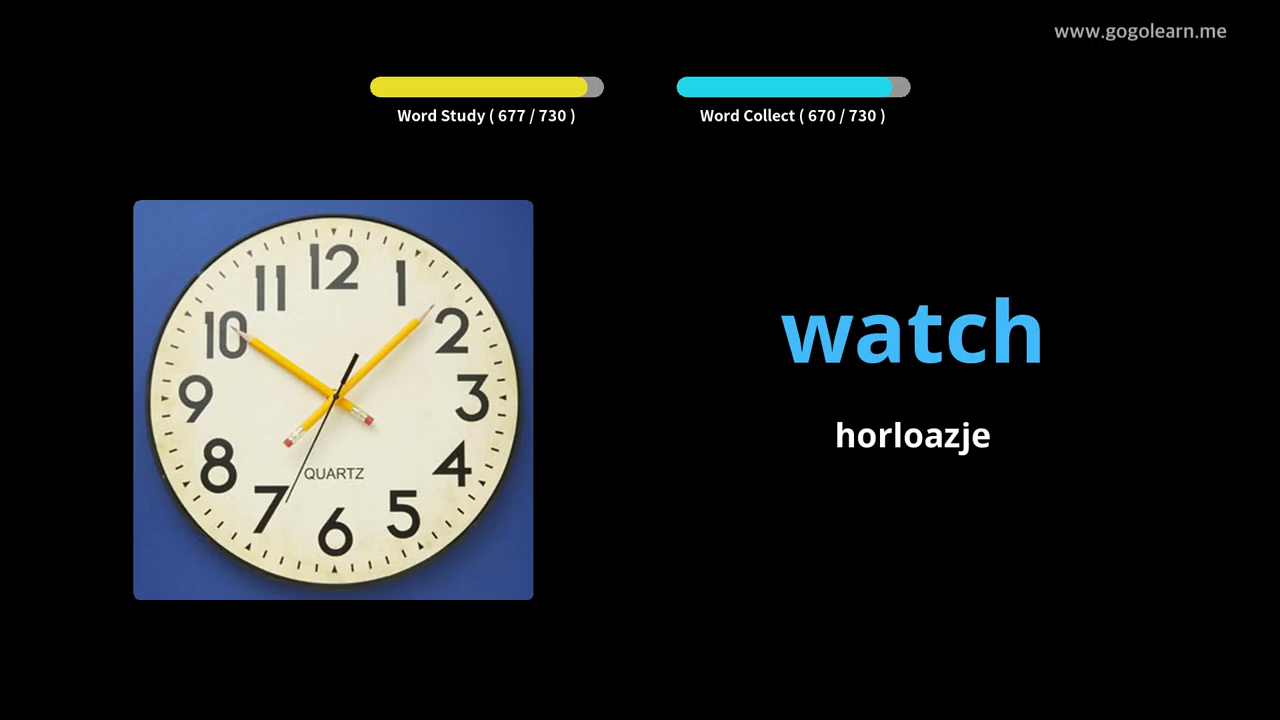 www.gogolearn.me
Word Study ( 677 / 730 )
Word Collect ( 670 / 730 )
12
1
2
3
4
5
6
7
8
9
10
11
QUARTZ
watch
horloazje